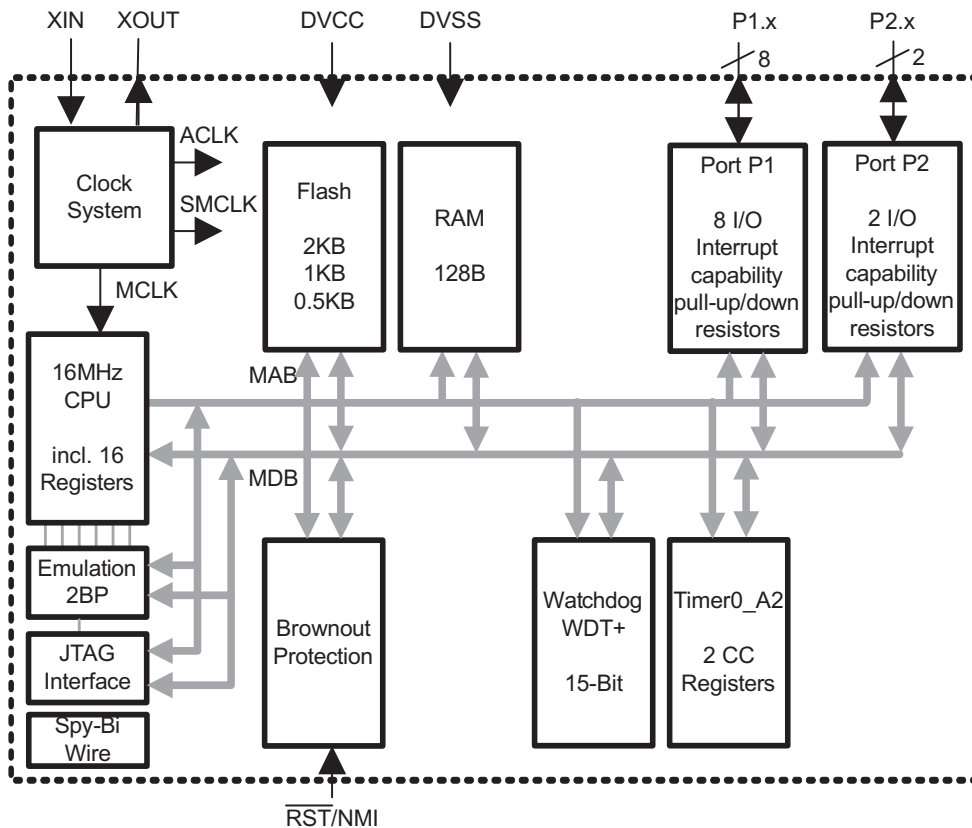 XIN
XOUT
DVCC
DVSS
P1.x
P2.x
8
2
ACLK
SMCLK
MCLK
Clock
System
Flash
2KB
1KB
0.5KB
RAM
128B
Port P1
8 I/O
Interrupt
capability
pull-up/down
resistors
Port P2
2 I/O
Interrupt
capability
pull-up/down
resistors
16MHz
CPU
incl. 16
Registers
MAB
MDB
Emulation
2BP
JTAG
Interface
Spy-Bi
Wire
Brownout
Protection
Watchdog
WDT+
15-Bit
Timer0_A2
2 CC
Registers
RST/NMI